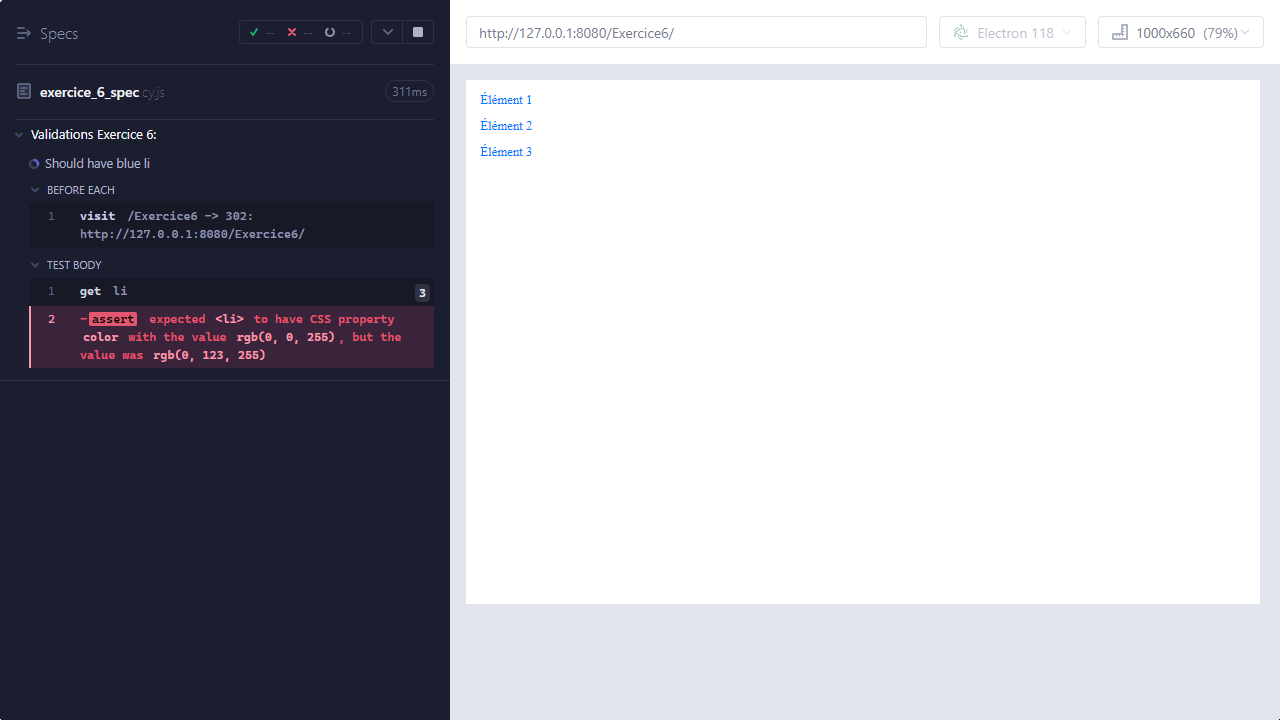 Specs
--
--
--
exercice_6_spec.cy.js
311ms
Validations Exercice 6:
Should have blue li
BEFORE EACH
1 visit /Exercice6 -> 302:
http://127.0.0.1:8080/Exercice6/
TEST BODY
1 get li 3
2 -assert expected <li> to have CSS property
color with the value rgb(0, 0, 255), but the
value was rgb(0, 123, 255)
http://127.0.0.1:8080/Exercice6/
Electron 118
1000x660 (79%)
Élément 1
Élément 2
Élément 3